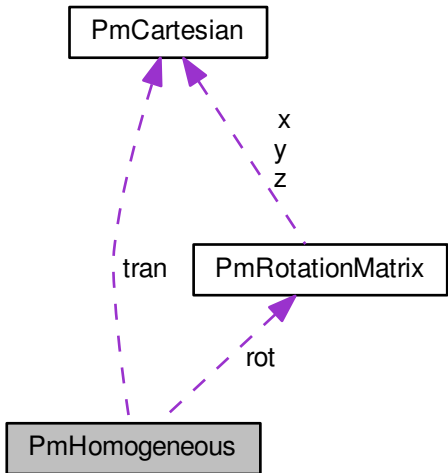 PmCartesian
x
y
z
PmRotationMatrix
tran
rot
PmHomogeneous